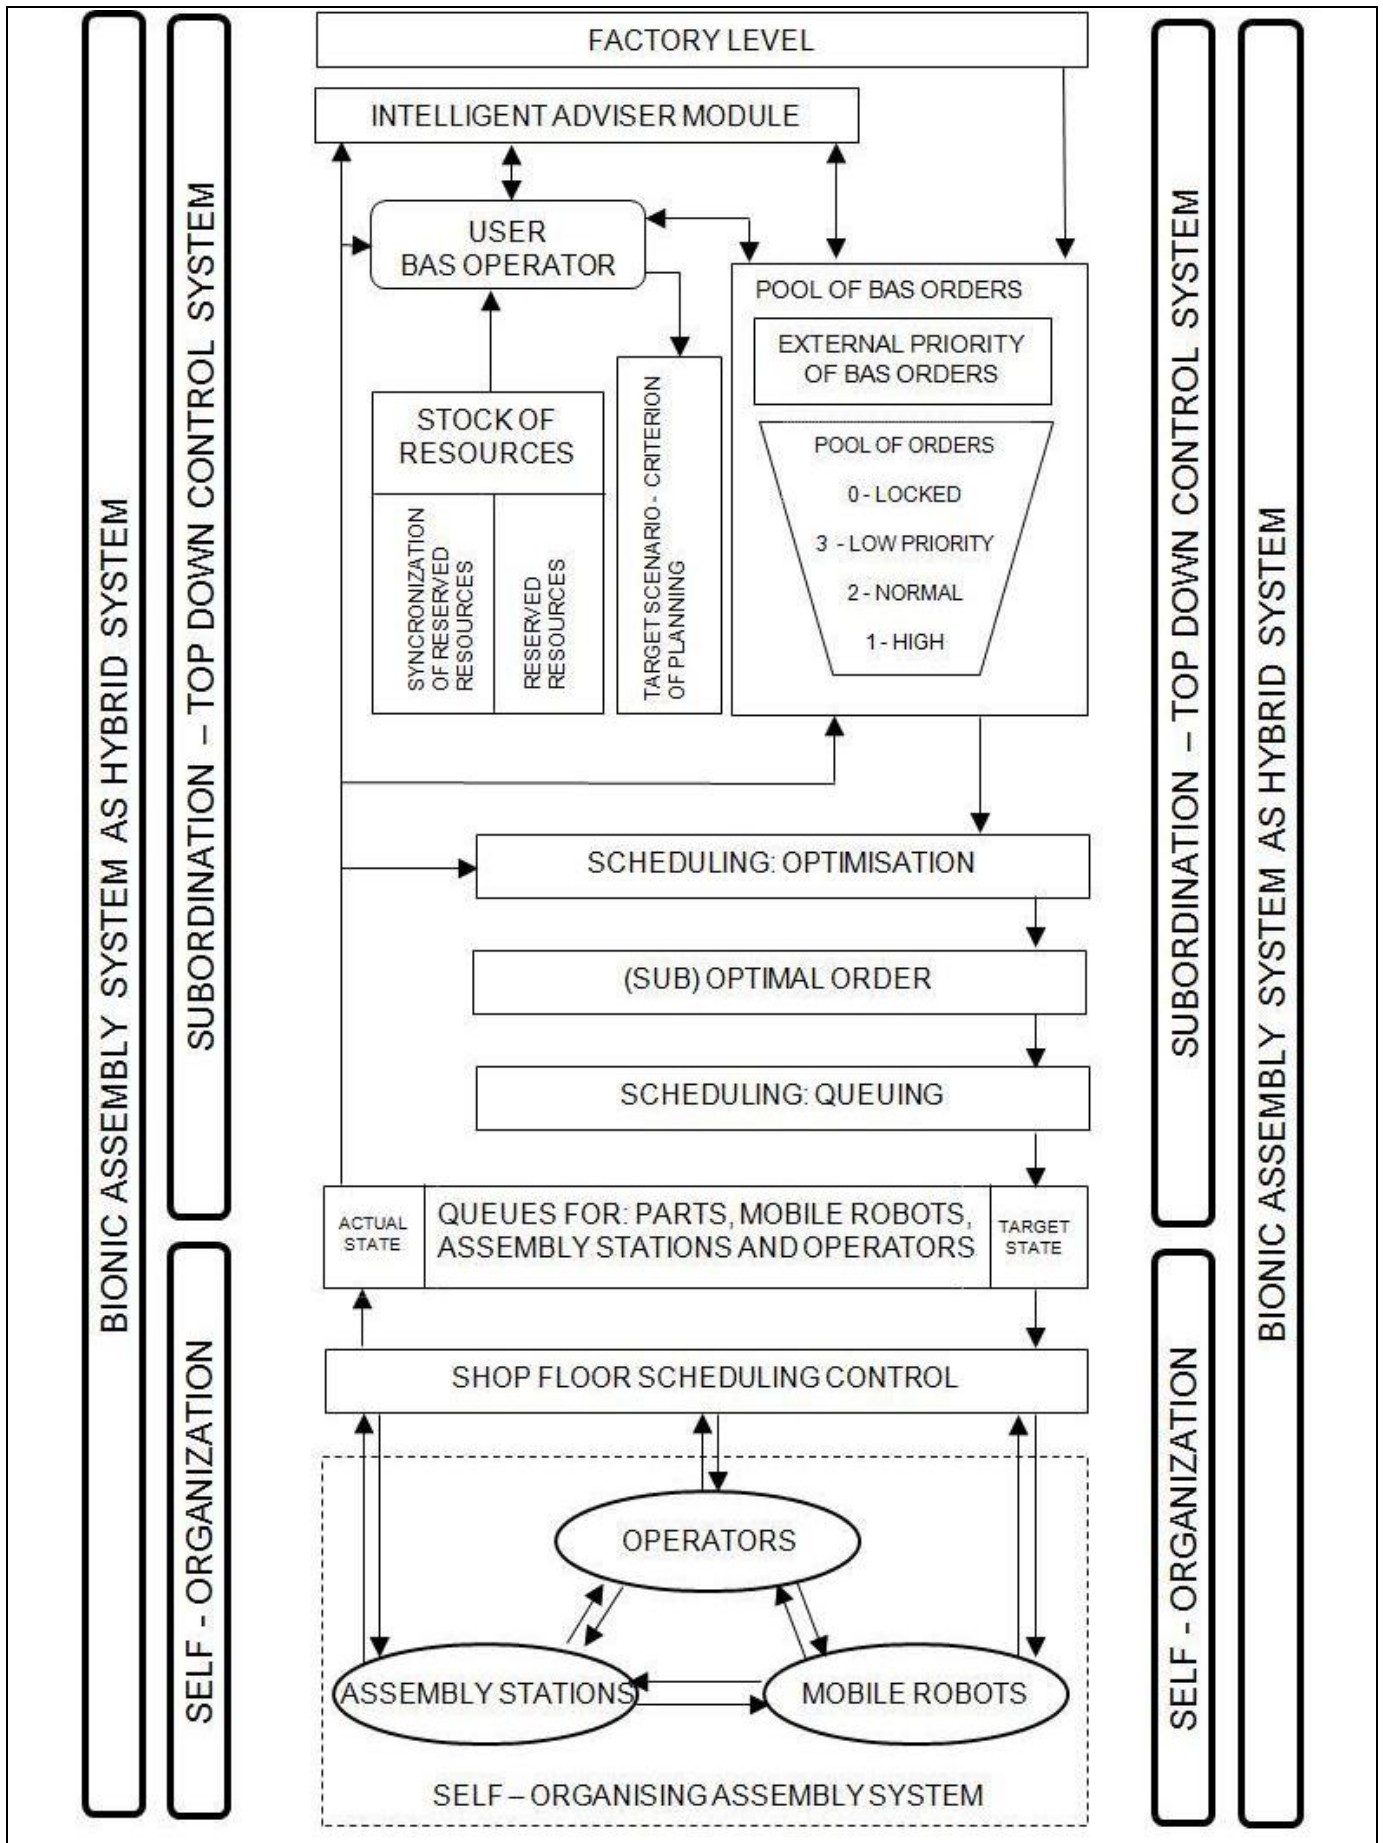 BIONIC ASSEMBLY SYSTEM AS HYBRID SYSTEM
SUBORDINATION – TOP DOWN CONTROL SYSTEM
SELF - ORGANIZATION
FACTORY LEVEL
INTELLIGENT ADVISER MODULE
USER
BAS OPERATOR
STOCK OF
RESOURCES
SYNCRONIZATION
OF RESERVED
RESOURCES
RESERVED
RESOURCES
TARGET SCENARIO - CRITERION
OF PLANNING
POOL OF BAS ORDERS
EXTERNAL PRIORITY
OF BAS ORDERS
POOL OF ORDERS
0 - LOCKED
3 - LOW PRIORITY
2 - NORMAL
1 - HIGH
SCHEDULING: OPTIMISATION
(SUB) OPTIMAL ORDER
SCHEDULING: QUEUING
ACTUAL
STATE
QUEUES FOR: PARTS, MOBILE ROBOTS,
ASSEMBLY STATIONS AND OPERATORS
TARGET
STATE
SHOP FLOOR SCHEDULING CONTROL
OPERATORS
ASSEMBLY STATIONS
MOBILE ROBOTS
SELF – ORGANISING ASSEMBLY SYSTEM
SUBORDINATION – TOP DOWN CONTROL SYSTEM
SELF - ORGANIZATION
BIONIC ASSEMBLY SYSTEM AS HYBRID SYSTEM